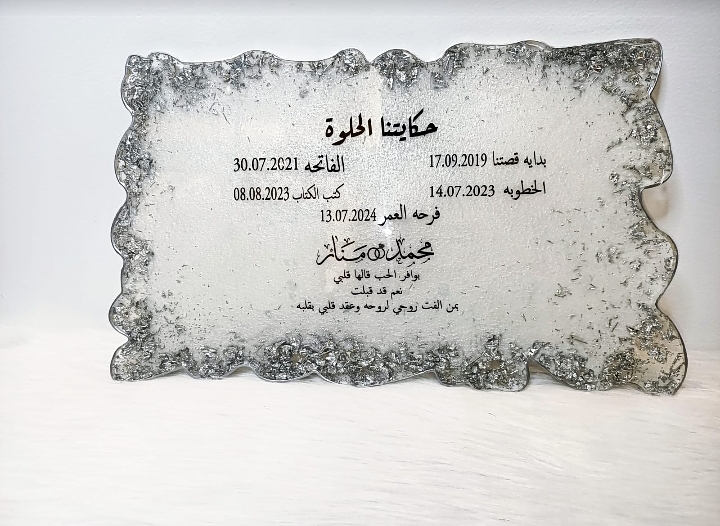 حكايتنا الحلوة
بدايه قصتنا 17.09.2019 الفاتحه 30.07.2021
الخطوبه 14.07.2023 كتب الكتاب 08.08.2023
فرحه العمر 13.07.2024
محمد و منار
بوافر الحب قالها قلبي
نعم قد قبلت
بمن الفت روحي لروحه وعقد قلبي بقلبه